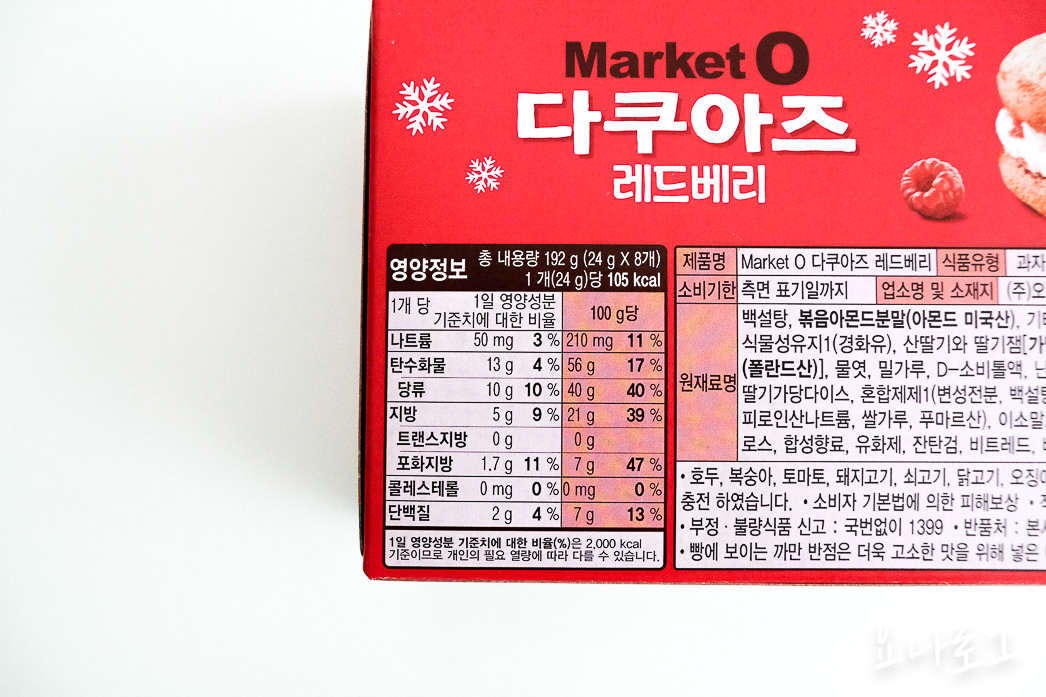 Market O
다쿠아즈
레드베리
영양정보 총 내용량 192 g (24 g X 8개)
1 개(24 g)당 105 kcal
1개 당 1일 영양성분 기준치에 대한 비율 100 g당
나트륨 50 mg 3 % 210 mg 11 %
탄수화물 13 g 4 % 56 g 17 %
당류 10 g 10 % 40 g 40 %
지방 5 g 9 % 21 g 39 %
트랜스지방 0 g 0 g
포화지방 1.7 g 11 % 7 g 47 %
콜레스테롤 0 mg 0 % 0 mg 0 %
단백질 2 g 4 % 7 g 13 %
1일 영양성분 기준치에 대한 비율(%)은 2,000 kcal
기준이므로 개인의 필요 열량에 따라 다를 수 있습니다.
제품명 Market O 다쿠아즈 레드베리 식품유형 과자
소비기한 측면 표기일까지 업소명 및 소재지 (주)오
원재료명
백설탕, 볶음아몬드분말(아몬드 미국산), 기타
식물성유지1(경화유), 산딸기와 딸기잼[가
(폴란드산)], 물엿, 밀가루, D-소비톨액, 난
딸기가당다이스, 혼합제제1(변성전분, 백설탕
피로인산나트륨, 쌀가루, 푸마르산), 이소말
로스, 합성향료, 유화제, 잔탄검, 비트레드,
• 호두, 복숭아, 토마토, 돼지고기, 쇠고기, 닭고기, 오징어
충전 하였습니다. • 소비자 기본법에 의한 피해보상 •
• 부정 · 불량식품 신고 : 국번없이 1399 • 반품처 : 본사
• 빵에 보이는 까만 반점은 더욱 고소한 맛을 위해 넣은
요나로그